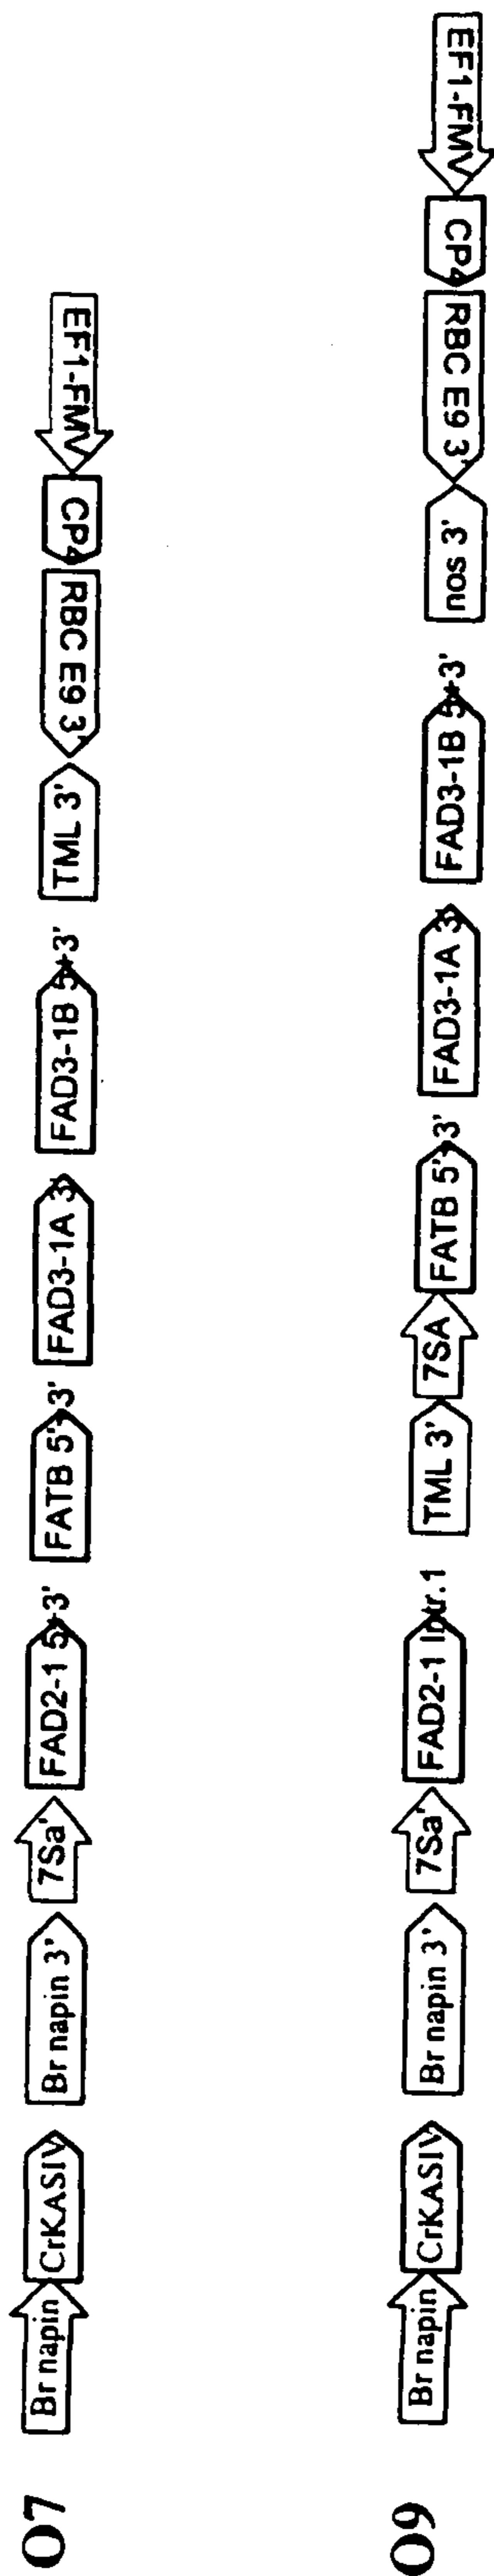 O7
Br napin
CrKASIV
Br napin 3'
7Sa'
FAD2-1 5'+3'
FATB 5'+3'
FAD3-1A 3'
FAD3-1B 5'+3'
TML 3'
RBC E9 3'
CP4
EF1-FMV
O9
Br napin
CrKASIV
Br napin 3'
7Sa'
FAD2-1 Intr.1
TML 3'
7SA
FATB 5'+3'
FAD3-1A 3'
FAD3-1B 5'+3'
nos 3'
RBC E9 3'
CP4
EF1-FMV